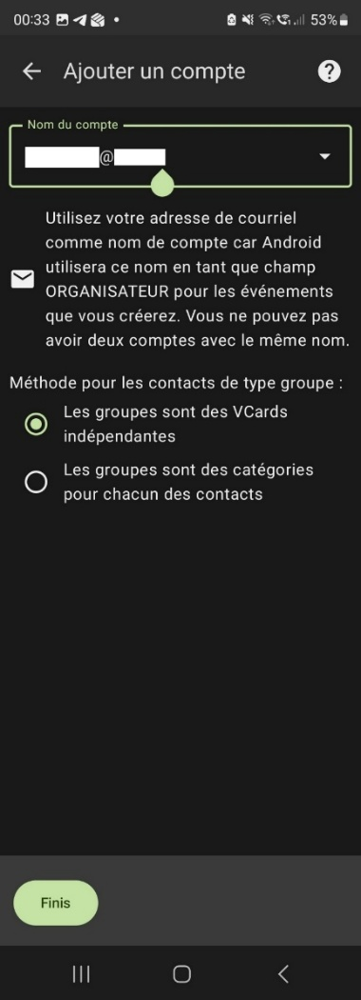 00:33
53%
Ajouter un compte
?
Nom du compte
@
Utilisez votre adresse de courriel
comme nom de compte car Android
utilisera ce nom en tant que champ
ORGANISATEUR pour les événements
que vous créerez. Vous ne pouvez pas
avoir deux comptes avec le même nom.
Méthode pour les contacts de type groupe :
Les groupes sont des VCards
indépendantes
Les groupes sont des catégories
pour chacun des contacts
Finis